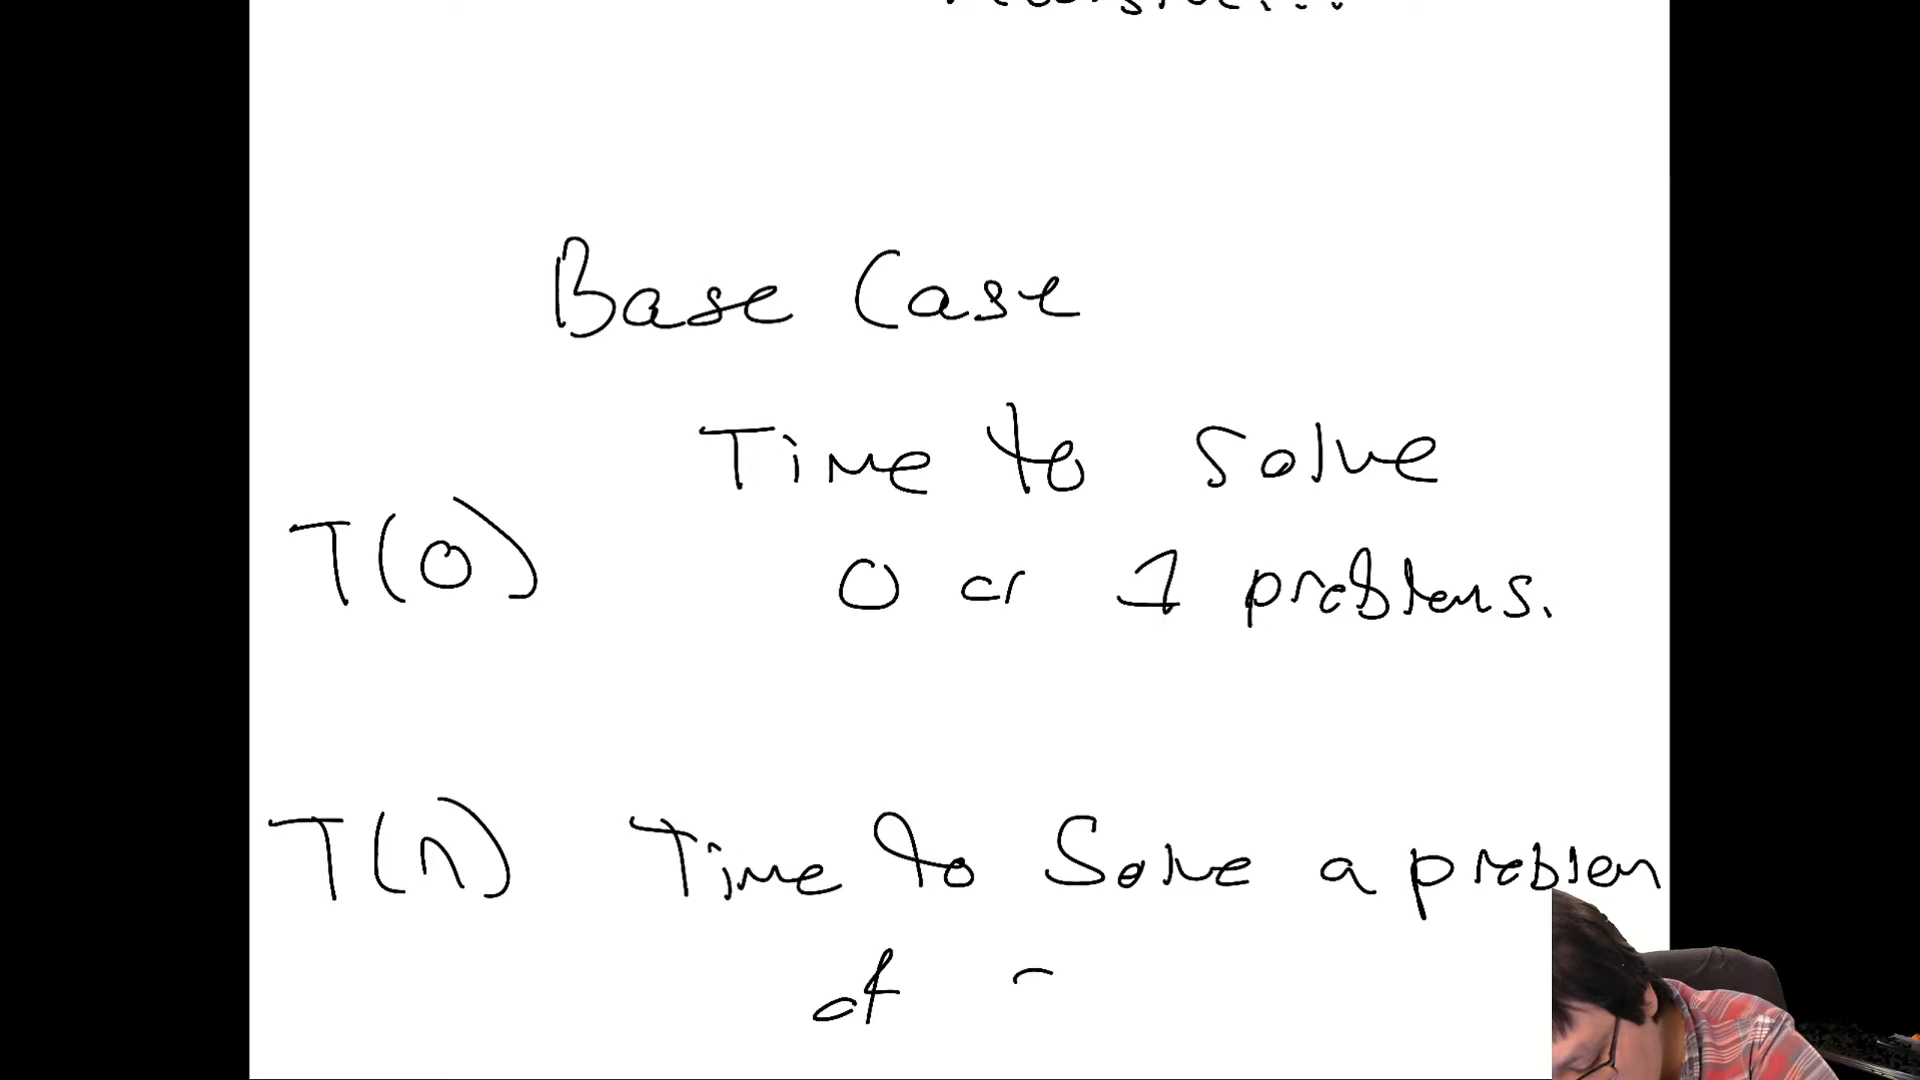 Base Case
Time to Solve
T(0) 0 or 1 problems.
T(n) Time to Solve a problem
of